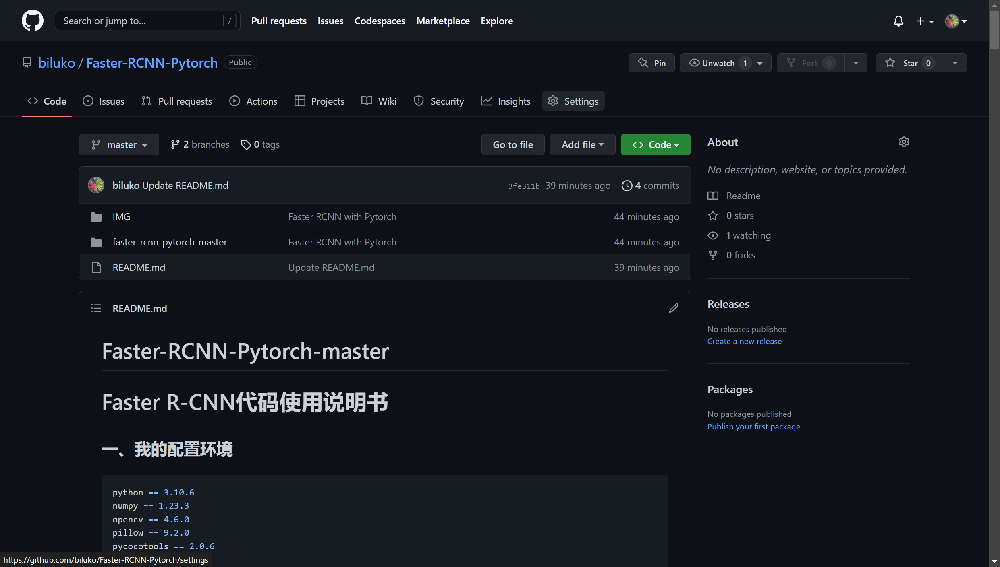 Search or jump to... / Pull requests Issues Codespaces Marketplace Explore
biluko / Faster-RCNN-Pytorch Public Pin Unwatch 1 Fork 0 Star 0
Code Issues Pull requests Actions Projects Wiki Security Insights Settings
master 2 branches 0 tags Go to file Add file Code
biluko Update README.md 3fe311b 39 minutes ago 4 commits
IMG Faster RCNN with Pytorch 44 minutes ago
faster-rcnn-pytorch-master Faster RCNN with Pytorch 44 minutes ago
README.md Update README.md 39 minutes ago
README.md
Faster-RCNN-Pytorch-master
Faster R-CNN代码使用说明书
一、我的配置环境
python == 3.10.6
numpy == 1.23.3
opencv == 4.6.0
pillow == 9.2.0
pycocotools == 2.0.6
About
No description, website, or topics provided.
Readme
0 stars
1 watching
0 forks
Releases
No releases published
Create a new release
Packages
No packages published
Publish your first package
https://github.com/biluko/Faster-RCNN-Pytorch/settings